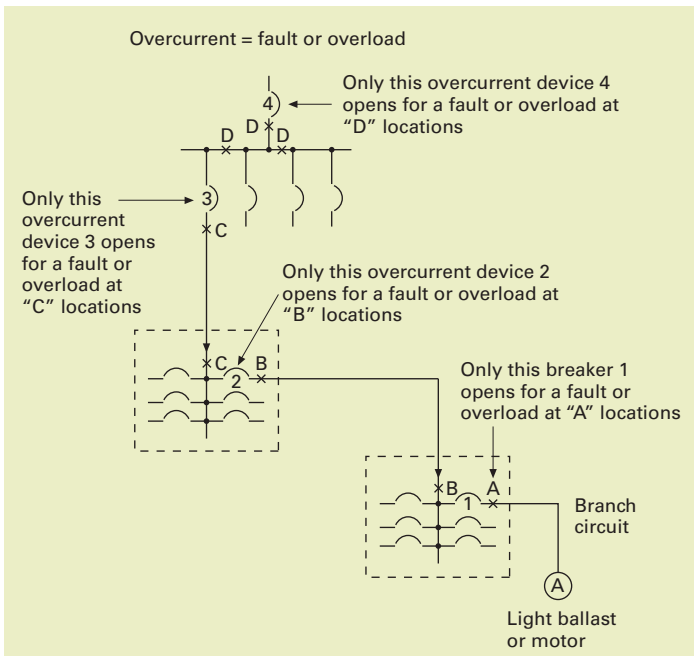 Overcurrent = fault or overload
Only this overcurrent device 4
opens for a fault or overload at
“D” locations
4
D
D
D
Only this
overcurrent
device 3 opens
for a fault or
overload at
“C” locations
3
C
Only this overcurrent device 2
opens for a fault or overload at
“B” locations
C
B
2
Only this breaker 1
opens for a fault or
overload at “A” locations
B
A
1
Branch
circuit
A
Light ballast
or motor